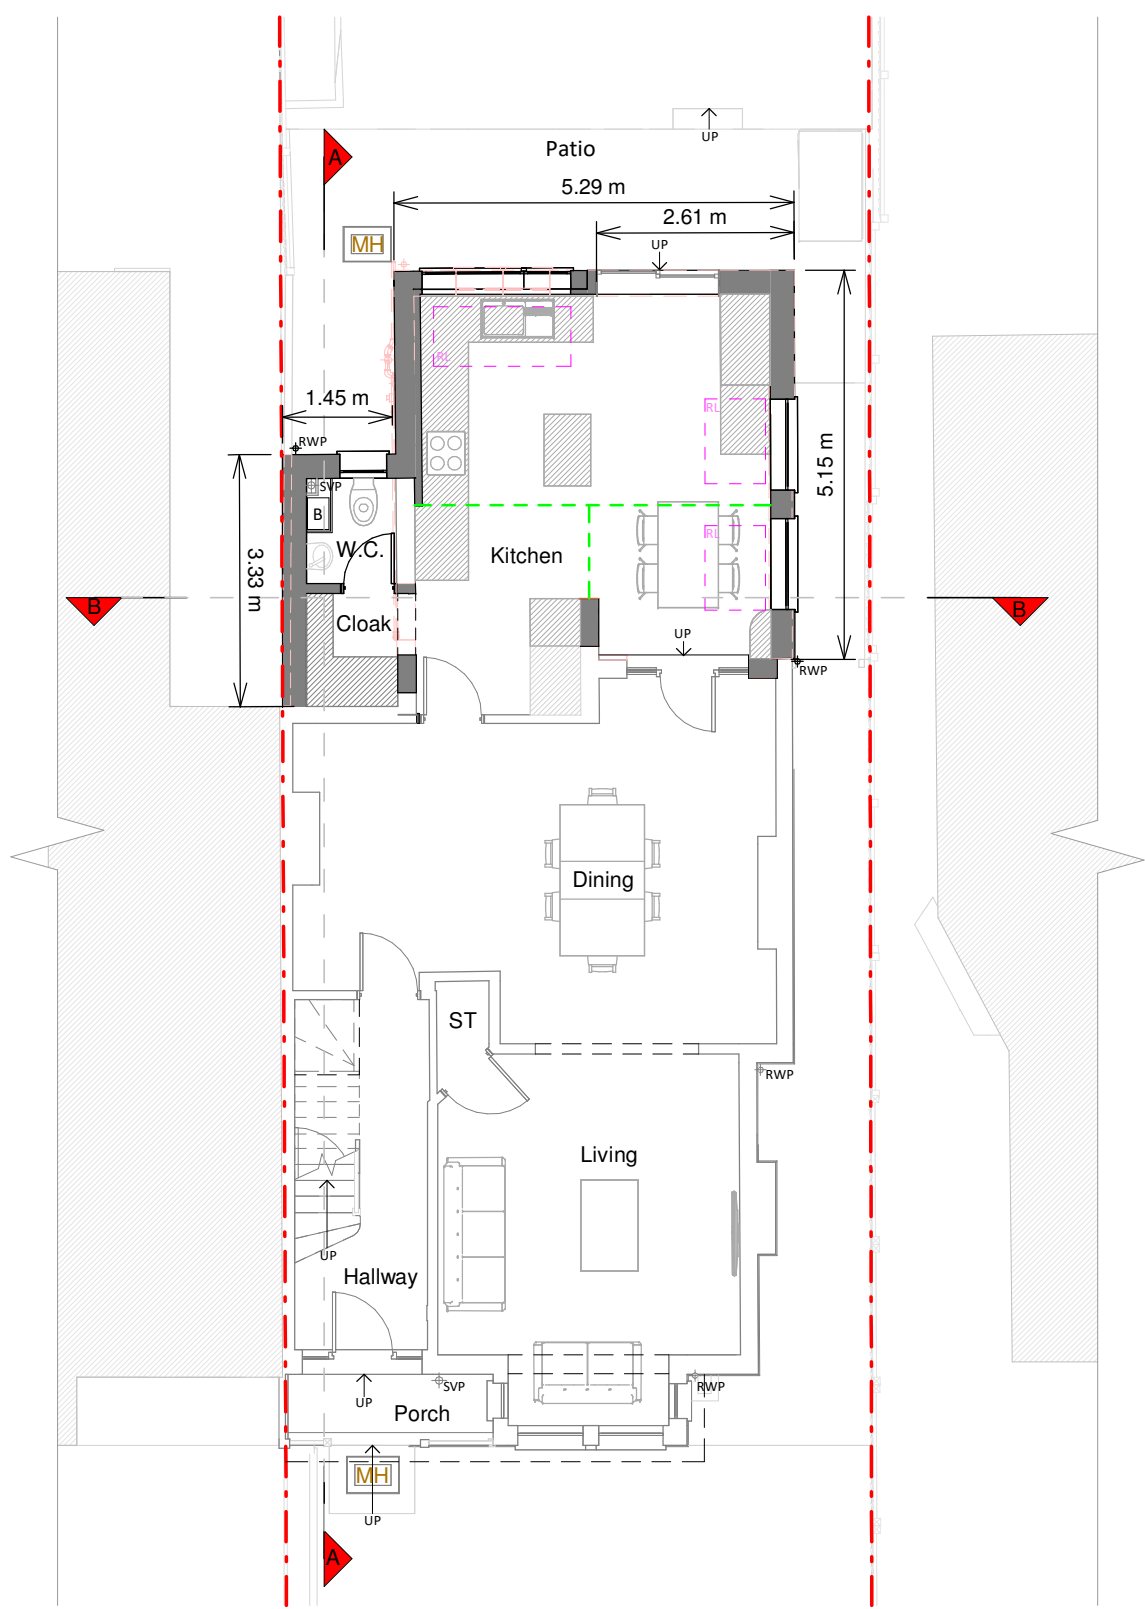 UP
Patio
A
5.29 m
2.61 m
MH
UP
RL
1.45 m
RL
RWP
5.15 m
SVP
B
RL
W.C.
Kitchen
3.33 m
B
B
Cloak
UP
RWP
Dining
ST
RWP
Living
UP
Hallway
SVP
RWP
UP
Porch
MH
UP
A